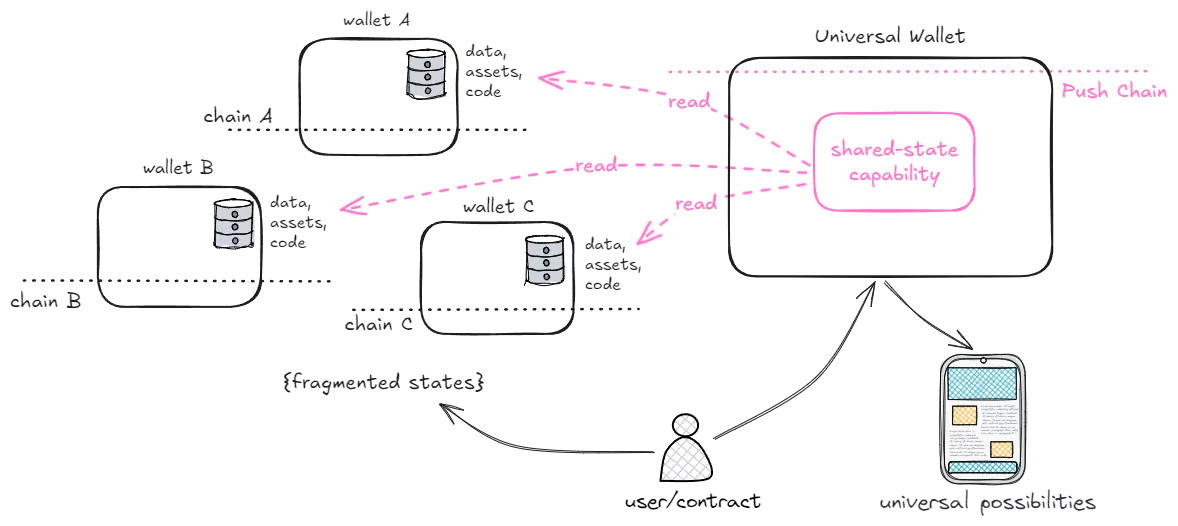 wallet A
data,
assets,
code
chain A
Universal Wallet
Push Chain
read
shared-state
capability
read
read
wallet B
data,
assets,
code
chain B
wallet C
data,
assets,
code
chain C
{fragmented states}
user/contract
universal possibilities